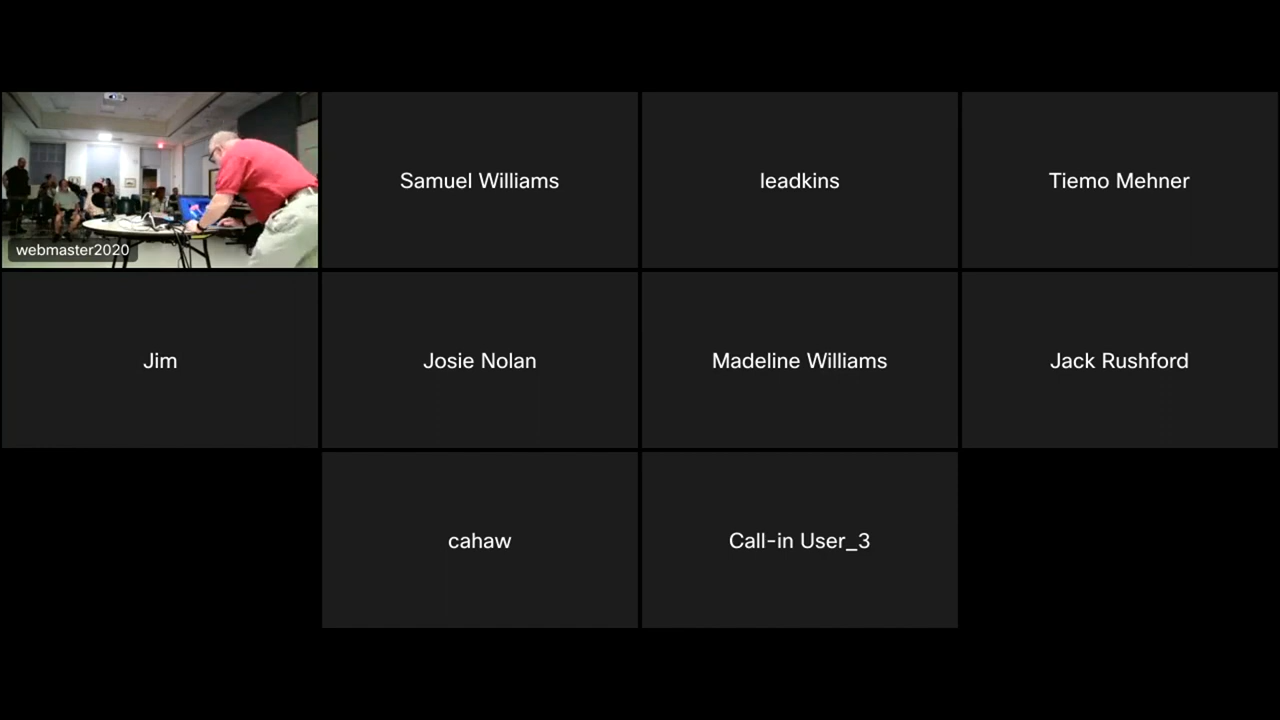 webmaster2020
Samuel Williams
leadkins
Tiemo Mehner
Jim
Josie Nolan
Madeline Williams
Jack Rushford
cahaw
Call-in User_3